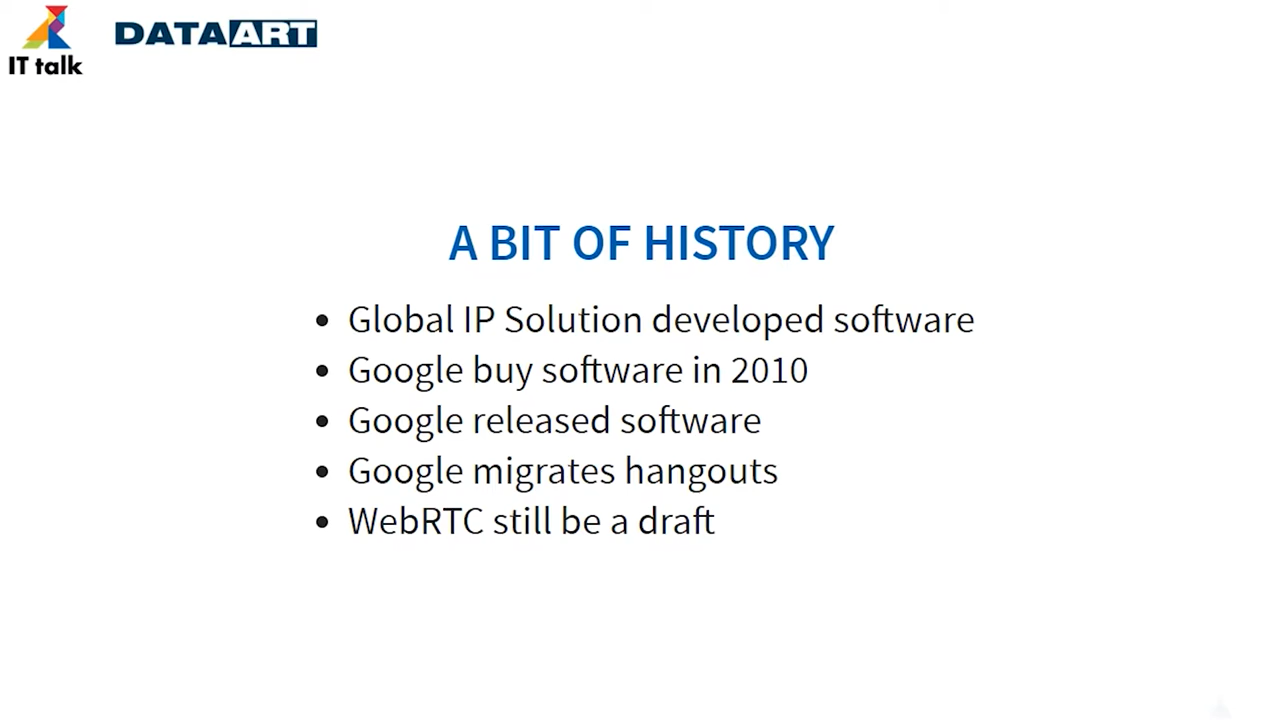 IT talk
DATAART
A BIT OF HISTORY
• Global IP Solution developed software
• Google buy software in 2010
• Google released software
• Google migrates hangouts
• WebRTC still be a draft